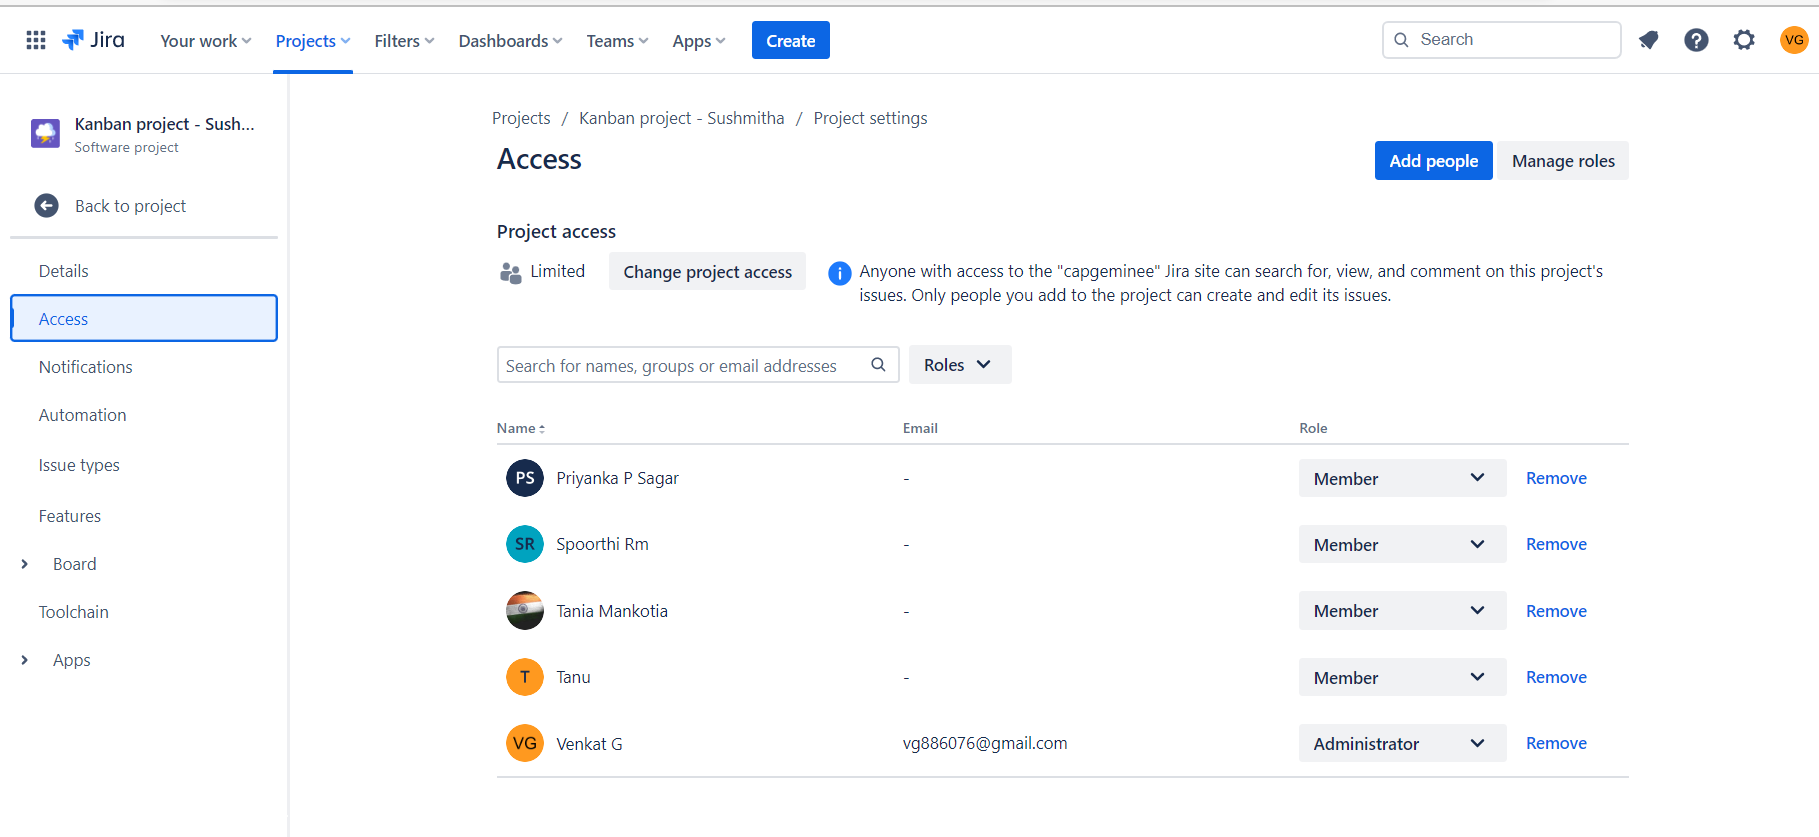 Jira Your work Projects Filters Dashboards Teams Apps Create Search ? VG
Kanban project - Sush...
Software project
Back to project
Details
Access
Notifications
Automation
Issue types
Features
Board
Toolchain
Apps
Projects / Kanban project - Sushmitha / Project settings
Access
Add people Manage roles
Project access
Limited Change project access
Anyone with access to the "capgeminee" Jira site can search for, view, and comment on this project's
issues. Only people you add to the project can create and edit its issues.
Search for names, groups or email addresses Roles
Name Email Role
PS Priyanka P Sagar - Member Remove
SR Spoorthi Rm - Member Remove
Tania Mankotia - Member Remove
T Tanu - Member Remove
VG Venkat G vg886076@gmail.com Administrator Remove